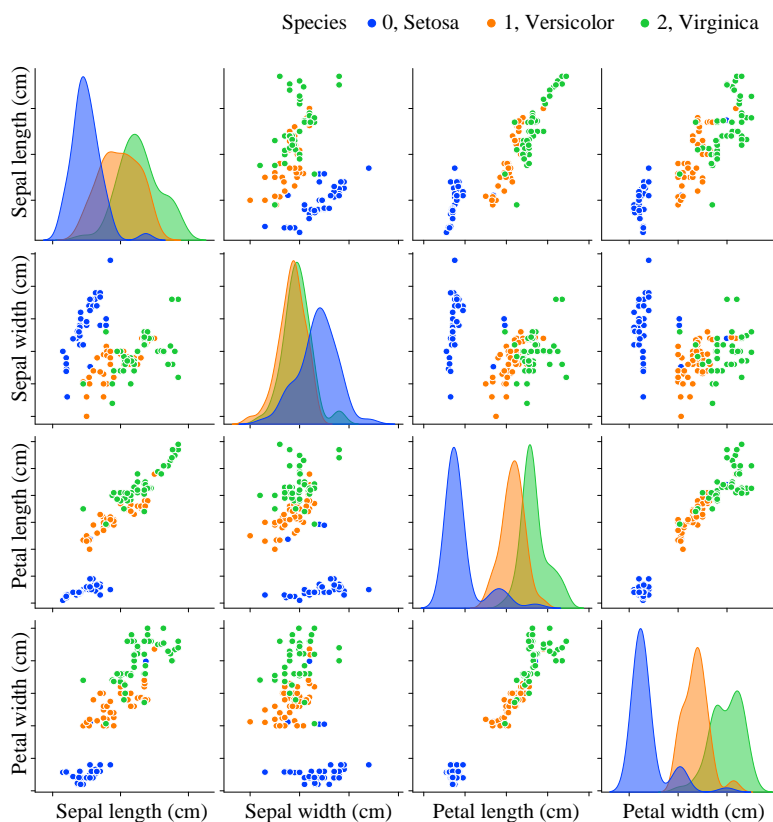 Species 0, Setosa 1, Versicolor 2, Virginica
Sepal length (cm)
Sepal width (cm)
Petal length (cm)
Petal width (cm)
Sepal length (cm) Sepal width (cm) Petal length (cm) Petal width (cm)